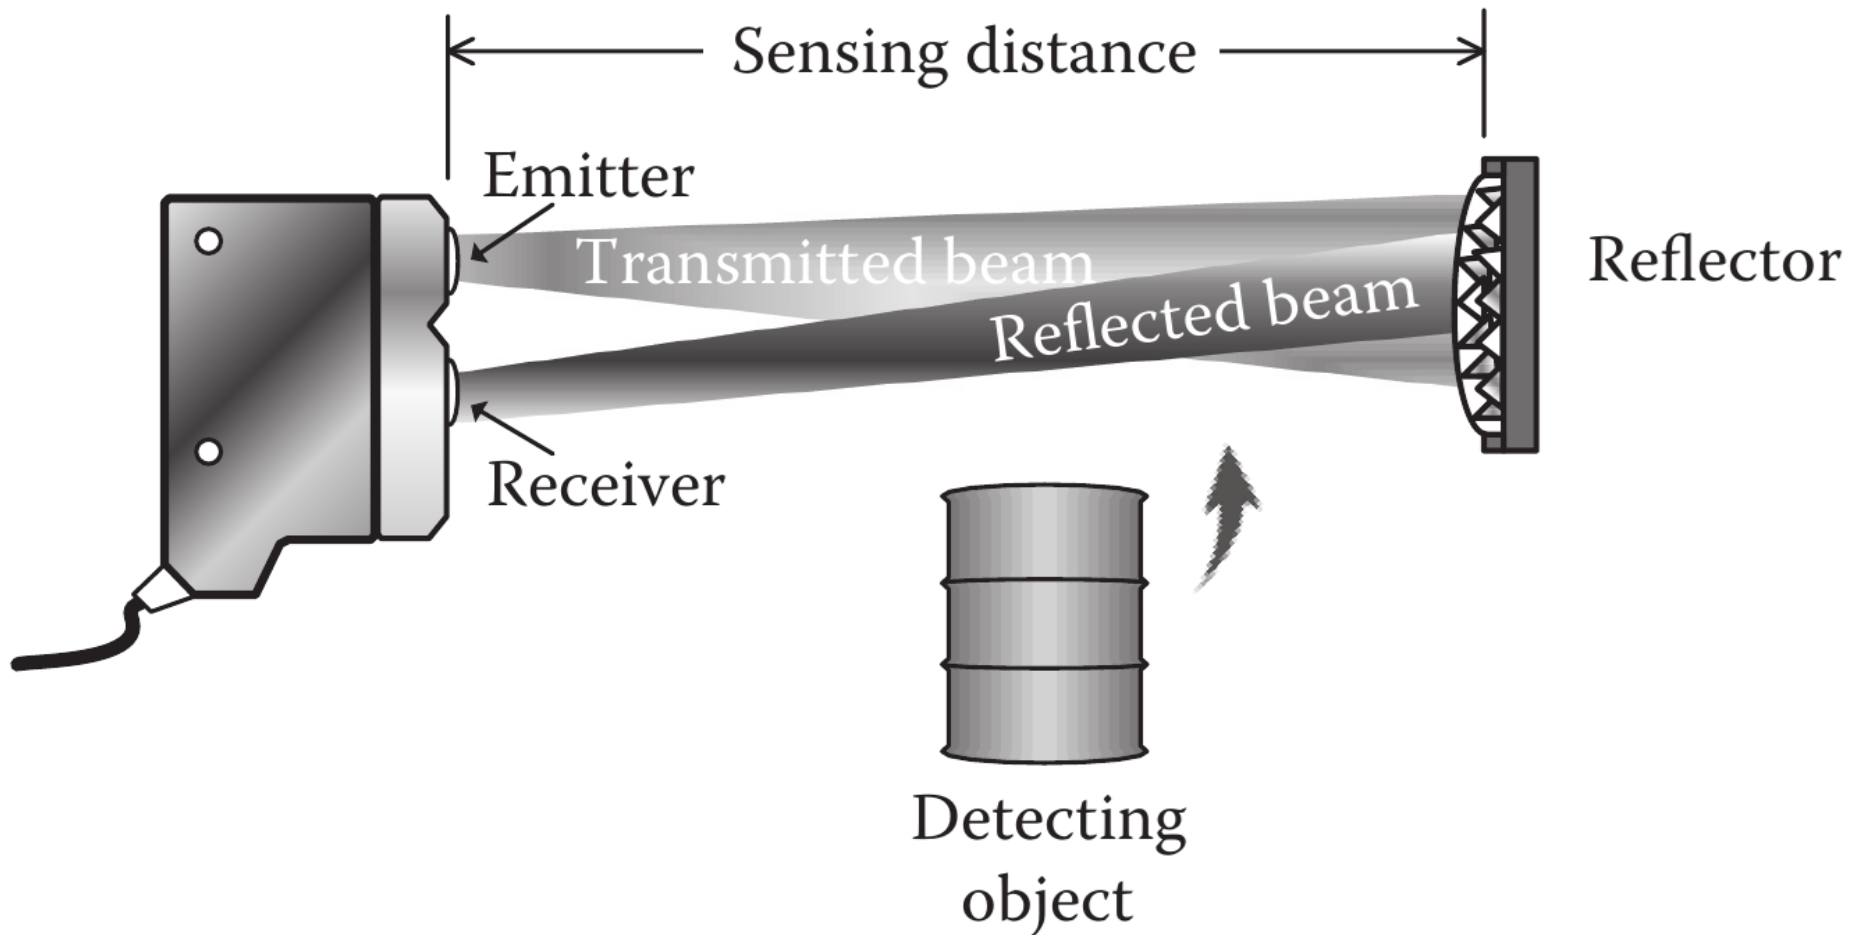 Sensing distance
Emitter
Transmitted beam
Reflected beam
Reflector
Receiver
Detecting
object